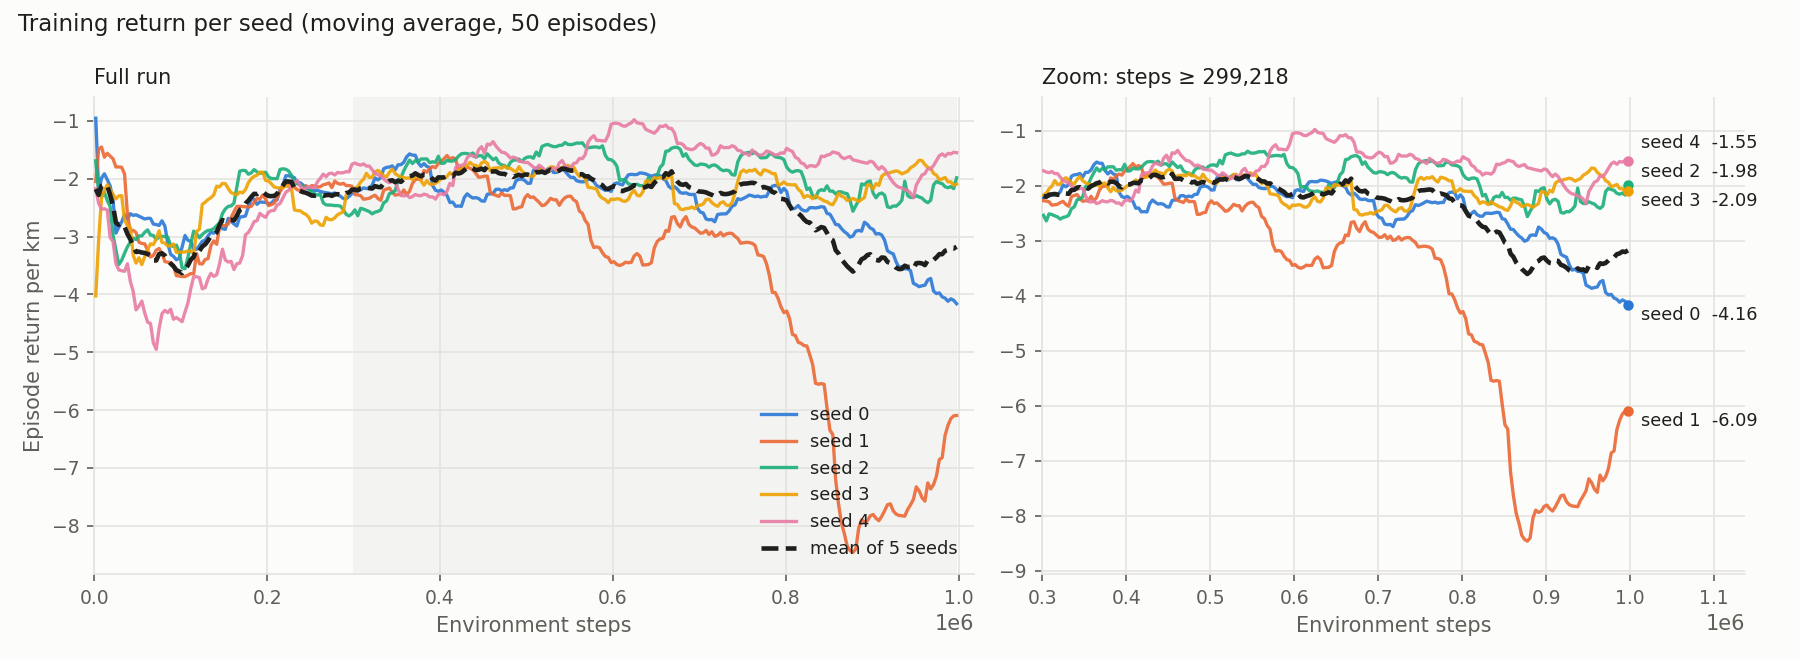 Training return per seed (moving average, 50 episodes)
Full run
Episode return per km
−1
−2
−3
−4
−5
−6
−7
−8
seed 0
seed 1
seed 2
seed 3
seed 4
mean of 5 seeds
0.0 0.2 0.4 0.6 0.8 1.0
1e6
Environment steps
Zoom: steps ≥ 299,218
−1
−2
−3
−4
−5
−6
−7
−8
−9
seed 4 -1.55
seed 2 -1.98
seed 3 -2.09
seed 0 -4.16
seed 1 -6.09
0.3 0.4 0.5 0.6 0.7 0.8 0.9 1.0 1.1
1e6
Environment steps